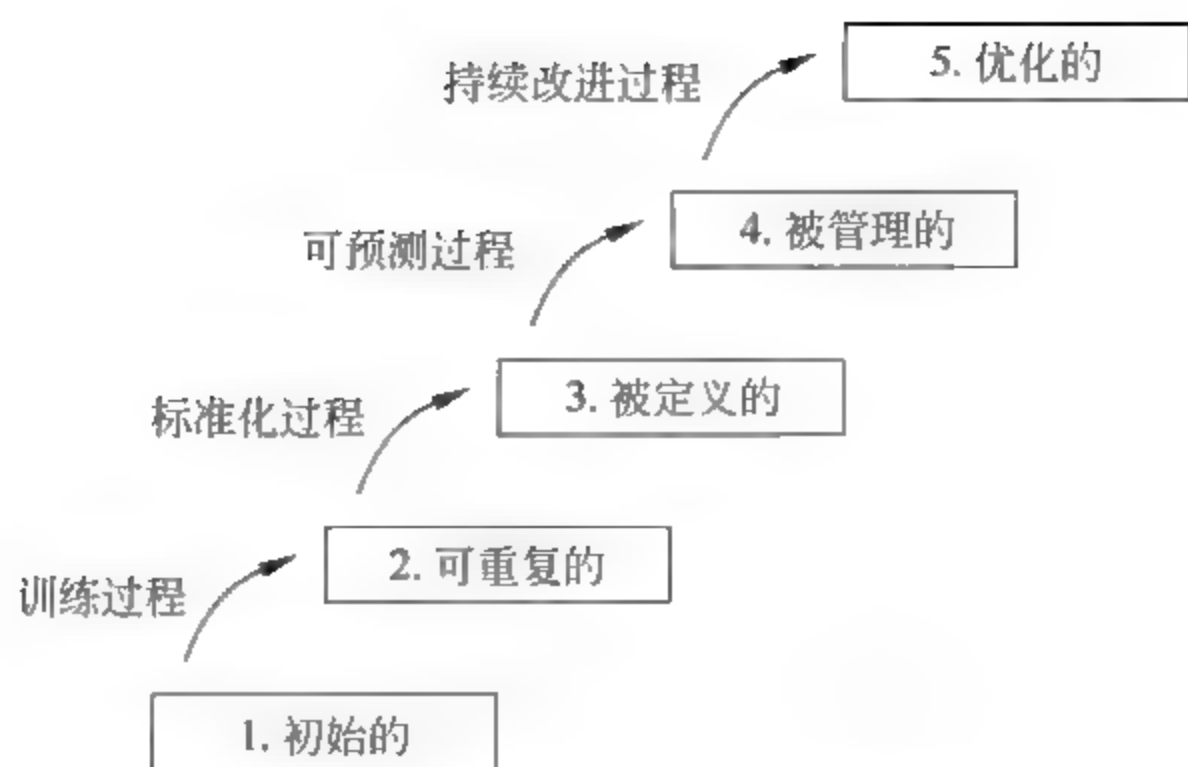 持续改进过程
5. 优化的
可预测过程
4. 被管理的
标准化过程
3. 被定义的
训练过程
2. 可重复的
1. 初始的